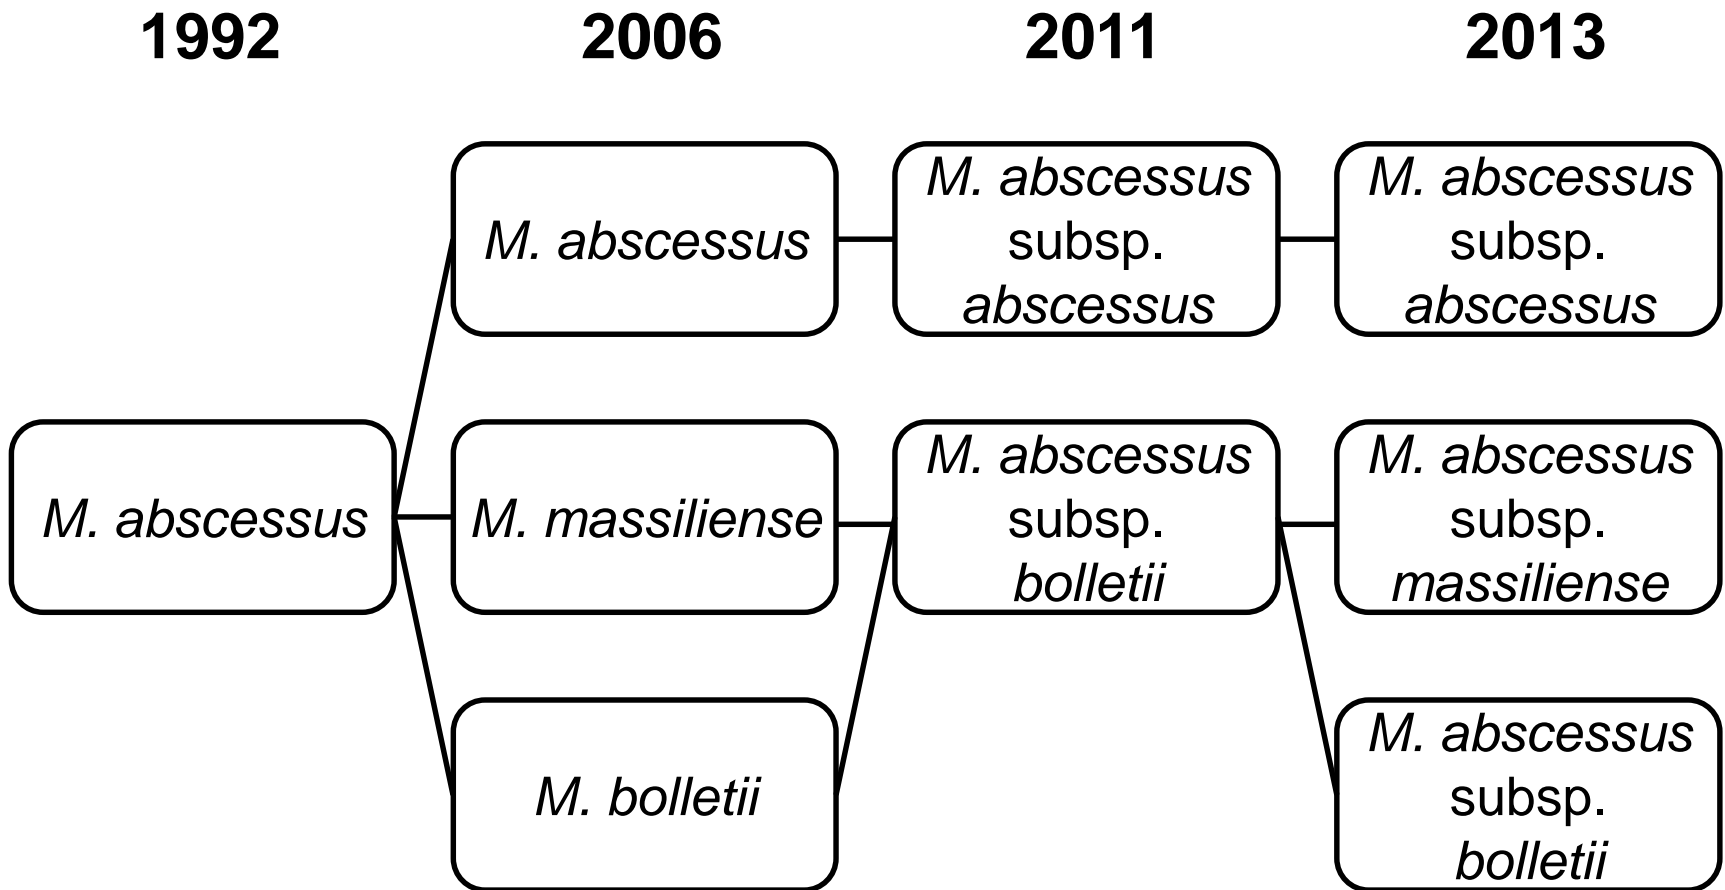 1992
2006
2011
2013
M. abscessus
M. abscessus
M. massiliense
M. bolletii
M. abscessus
subsp.
abscessus
M. abscessus
subsp.
bolletii
M. abscessus
subsp.
abscessus
M. abscessus
subsp.
massiliense
M. abscessus
subsp.
bolletii